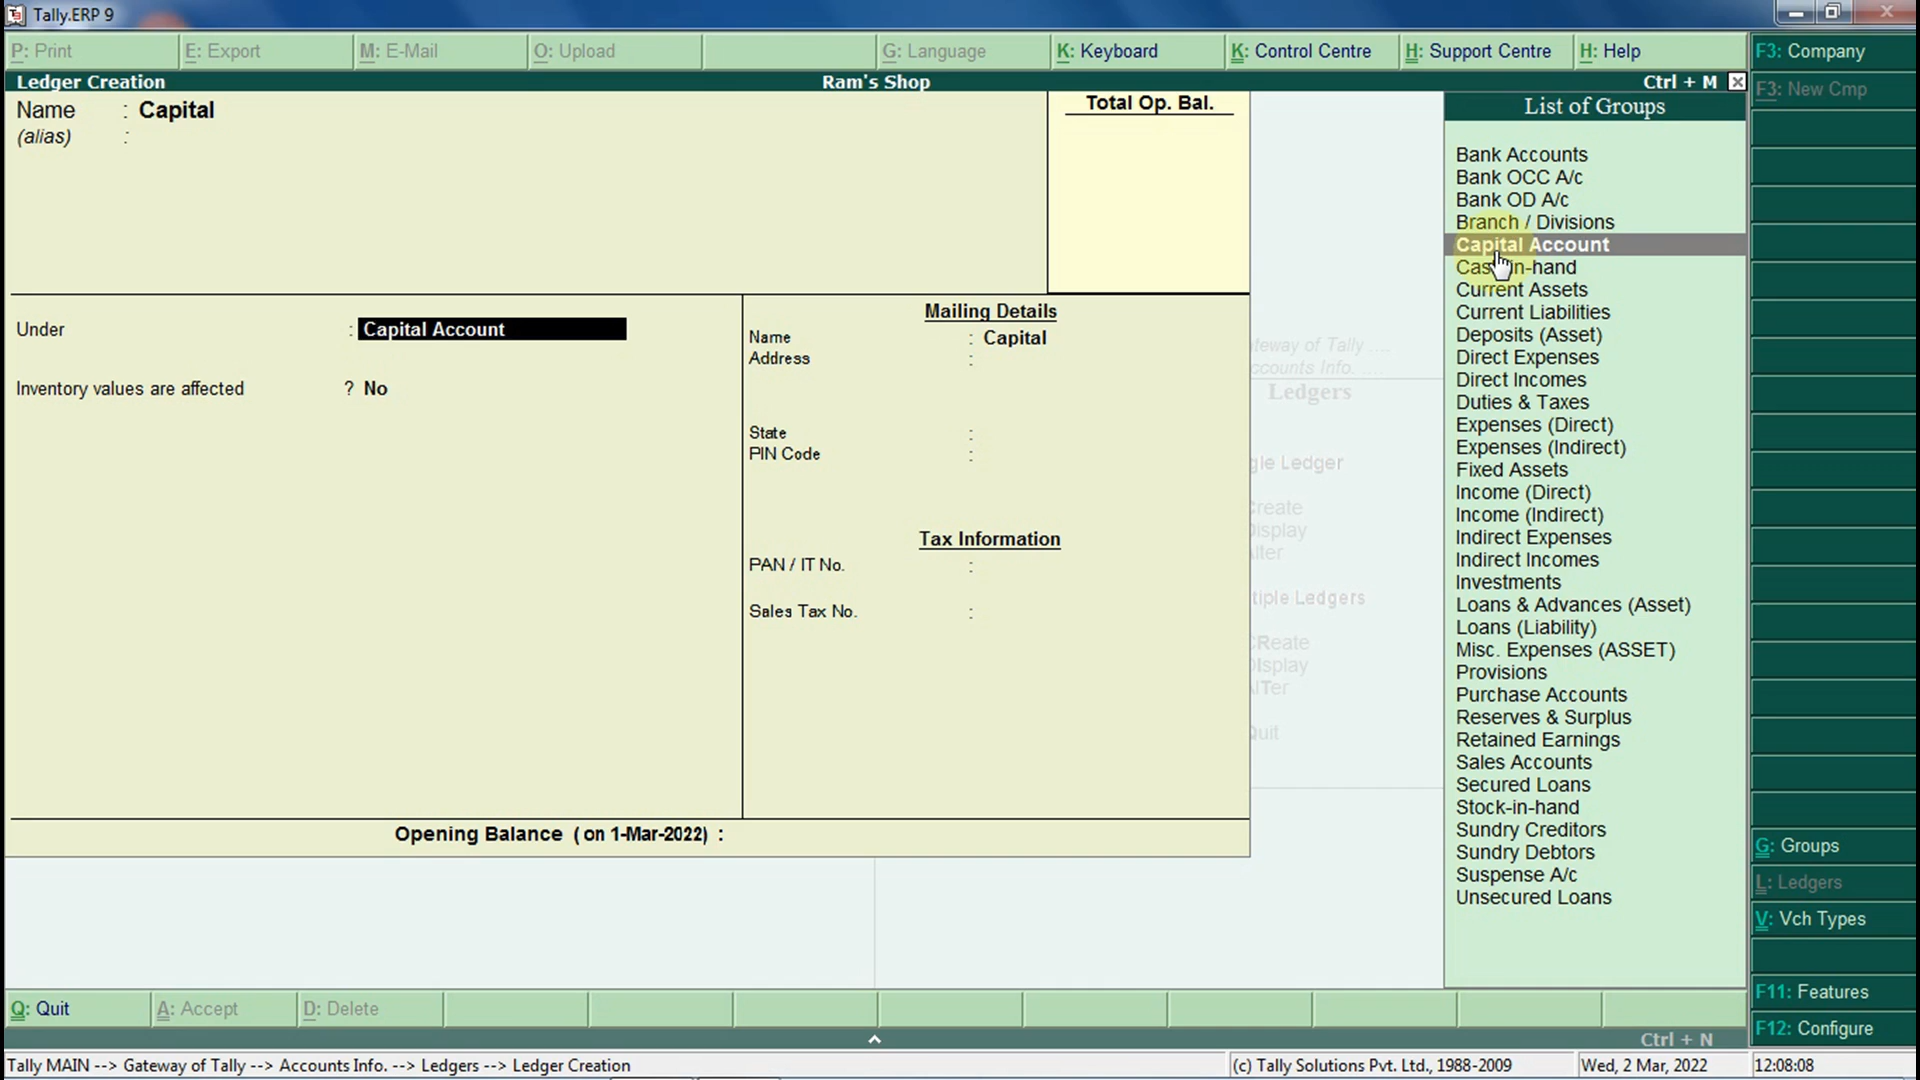 Tally.ERP 9
P: Print
E: Export
M: E-Mail
O: Upload
G: Language
K: Keyboard
K: Control Centre
H: Support Centre
H: Help
F3: Company
Ledger Creation
Ram's Shop
Ctrl + M
F3: New Cmp
Name : Capital
(alias) :
Total Op. Bal.
Under : Capital Account
Inventory values are affected ? No
Mailing Details
Name : Capital
Address :
State :
PIN Code :
Tax Information
PAN / IT No. :
Sales Tax No. :
Opening Balance ( on 1-Mar-2022) :
Ledgers
List of Groups
Bank Accounts
Bank OCC A/c
Bank OD A/c
Branch / Divisions
Capital Account
Cash-in-hand
Current Assets
Current Liabilities
Deposits (Asset)
Direct Expenses
Direct Incomes
Duties & Taxes
Expenses (Direct)
Expenses (Indirect)
Fixed Assets
Income (Direct)
Income (Indirect)
Indirect Expenses
Indirect Incomes
Investments
Loans & Advances (Asset)
Loans (Liability)
Misc. Expenses (ASSET)
Provisions
Purchase Accounts
Reserves & Surplus
Retained Earnings
Sales Accounts
Secured Loans
Stock-in-hand
Sundry Creditors
Sundry Debtors
Suspense A/c
Unsecured Loans
G: Groups
L: Ledgers
V: Vch Types
F11: Features
F12: Configure
Q: Quit
A: Accept
D: Delete
Ctrl + N
Tally MAIN --> Gateway of Tally --> Accounts Info. --> Ledgers --> Ledger Creation
(c) Tally Solutions Pvt. Ltd., 1988-2009
Wed, 2 Mar, 2022
12:08:08